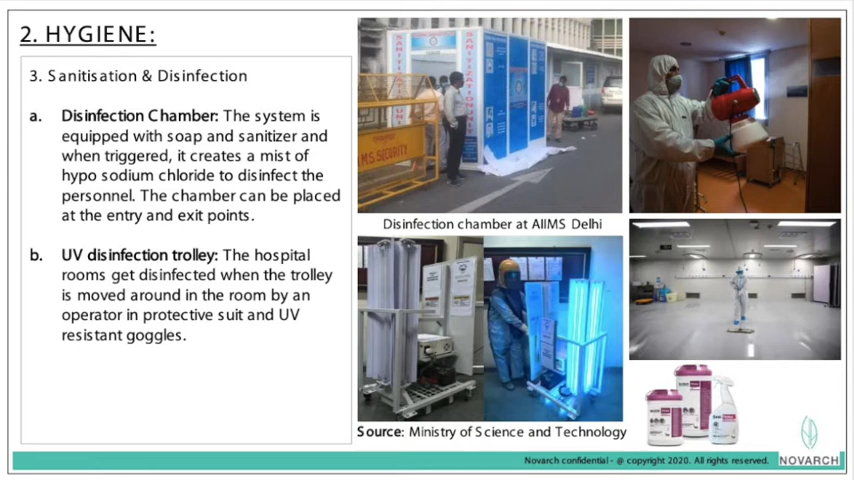 2. HYGIENE:
3. Sanitisation & Disinfection
a. Disinfection Chamber: The system is
equipped with soap and sanitizer and
when triggered, it creates a mist of
hypo sodium chloride to disinfect the
personnel. The chamber can be placed
at the entry and exit points.
b. UV disinfection trolley: The hospital
rooms get disinfected when the trolley
is moved around in the room by an
operator in protective suit and UV
resistant goggles.
SANITIZATION UNIT
MS SECURITY
Disinfection chamber at AIIMS Delhi
Source: Ministry of Science and Technology
Novarch confidential - @ copyright 2020. All rights reserved.
NOVARCH